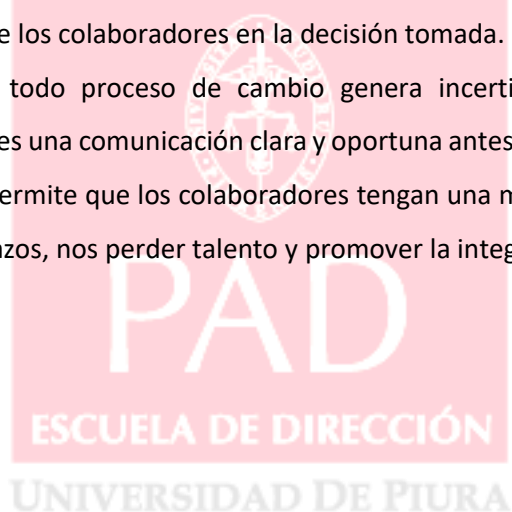 e los colaboradores en la decisión tomada.
todo proceso de cambio genera incerti
es una comunicación clara y oportuna antes
ermite que los colaboradores tengan una m
azos, nos perder talento y promover la integ
PAD
ESCUELA DE DIRECCIÓN
UNIVERSIDAD DE PIURA